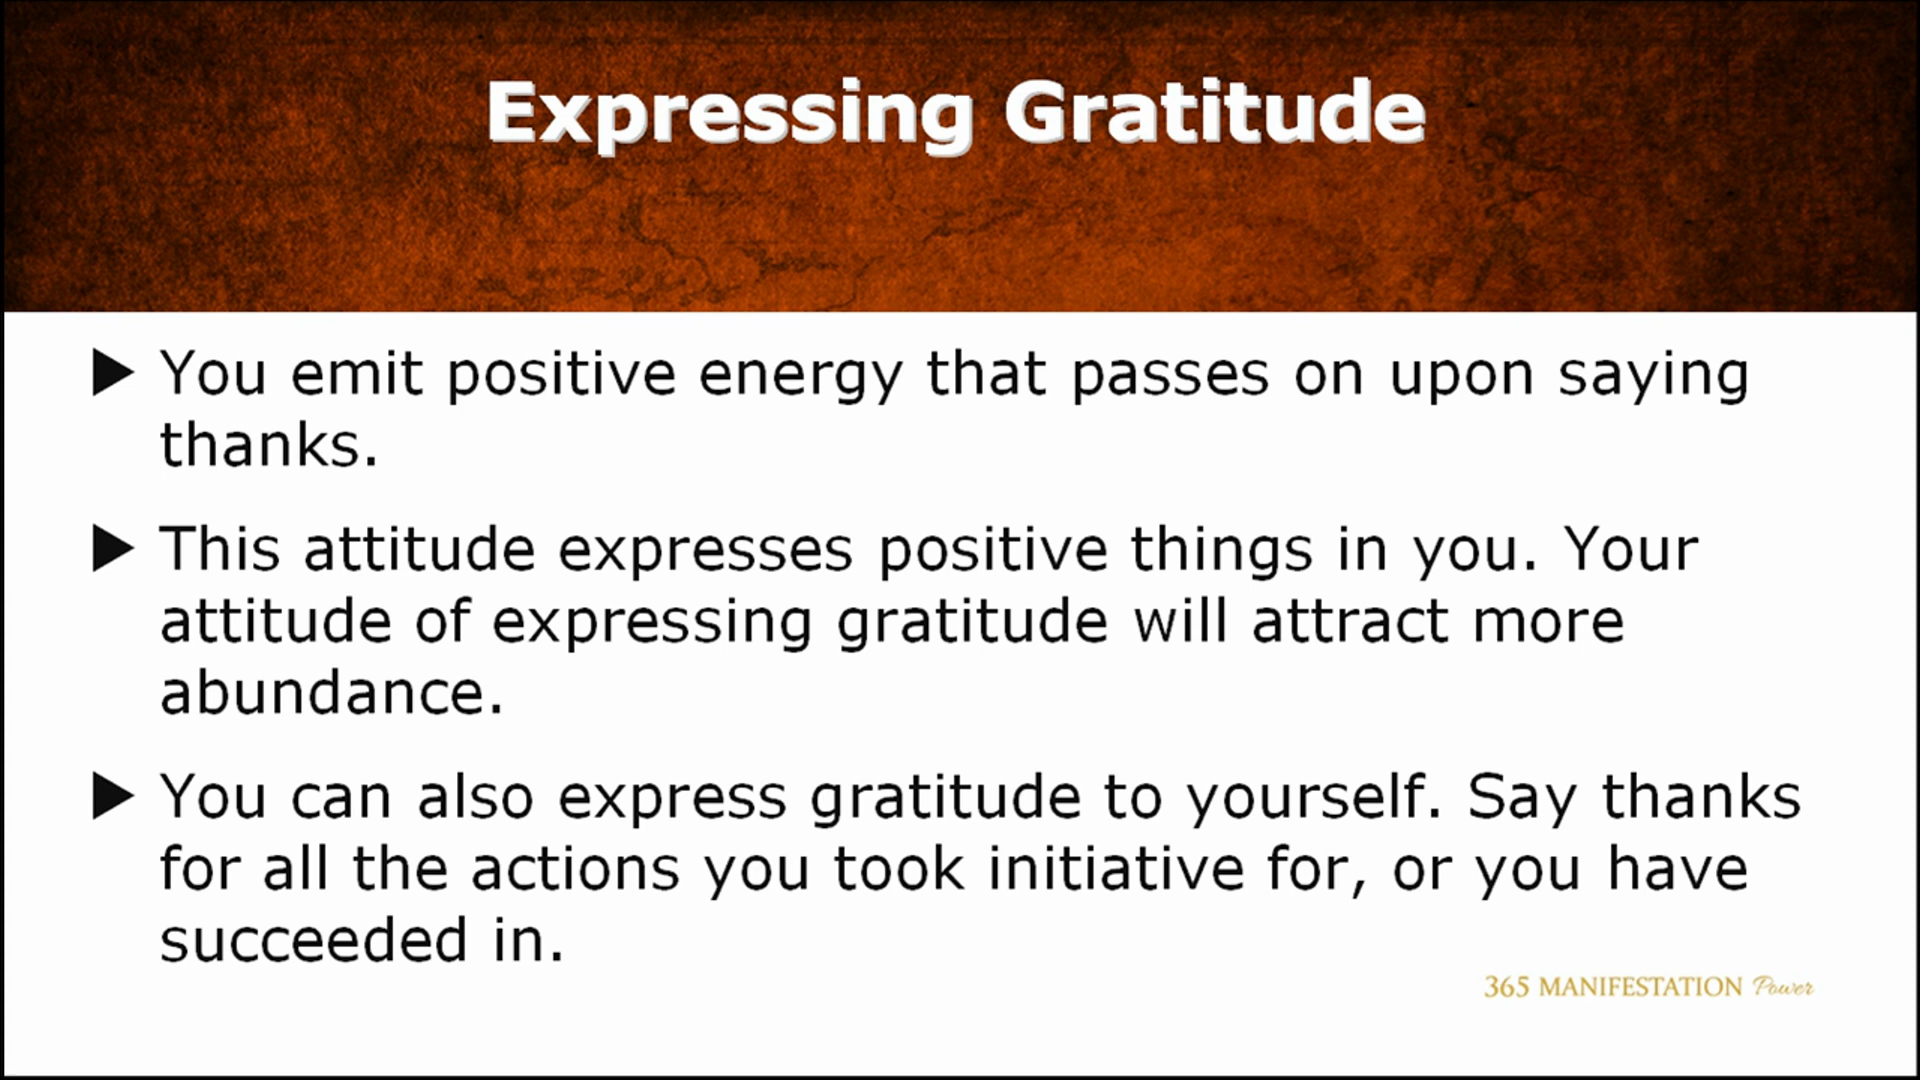 Expressing Gratitude
▶ You emit positive energy that passes on upon saying
thanks.
▶ This attitude expresses positive things in you. Your
attitude of expressing gratitude will attract more
abundance.
▶ You can also express gratitude to yourself. Say thanks
for all the actions you took initiative for, or you have
succeeded in.
365 MANIFESTATION Power